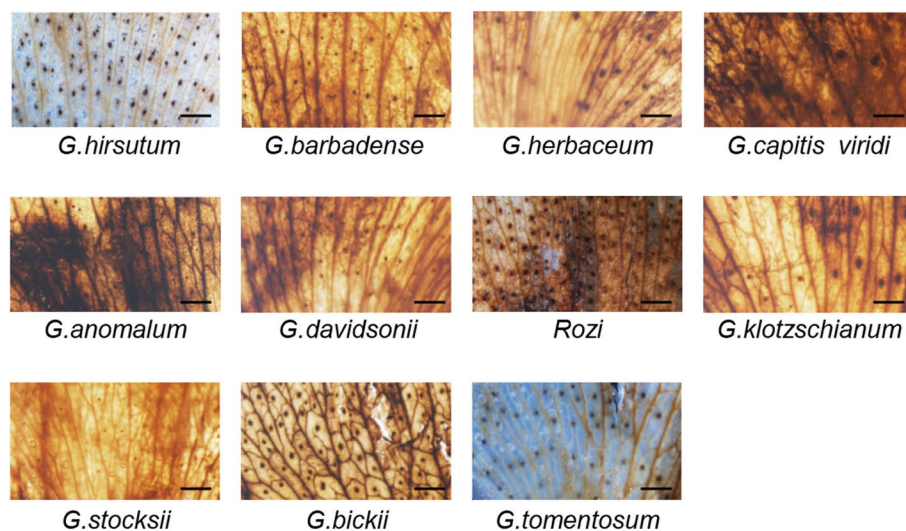 G.hirsutum G.barbadense G.herbaceum G.capitis viridi
G.anomalum G.davidsonii Rozi G.klotzschianum
G.stocksii G.bickii G.tomentosum